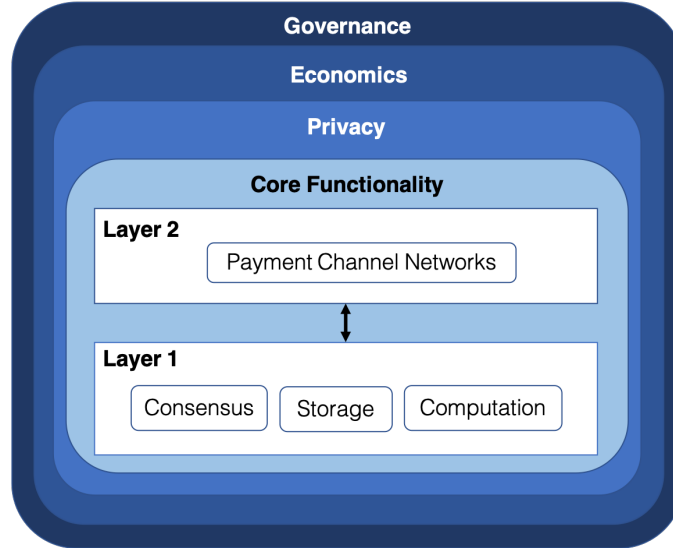 Governance
Economics
Privacy
Core Functionality
Layer 2
Payment Channel Networks
Layer 1
Consensus
Storage
Computation